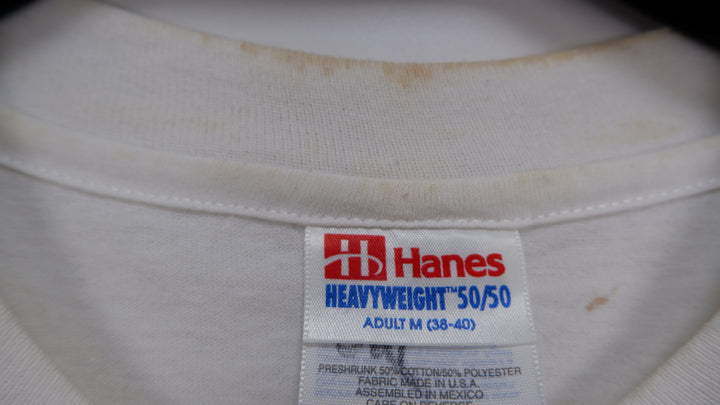 Hanes
HEAVYWEIGHT™50/50
ADULT M (38-40)
PRESHRUNK 50% COTTON/50% POLYESTER
FABRIC MADE IN U.S.A.
ASSEMBLED IN MEXICO
CARE ON REVERSE